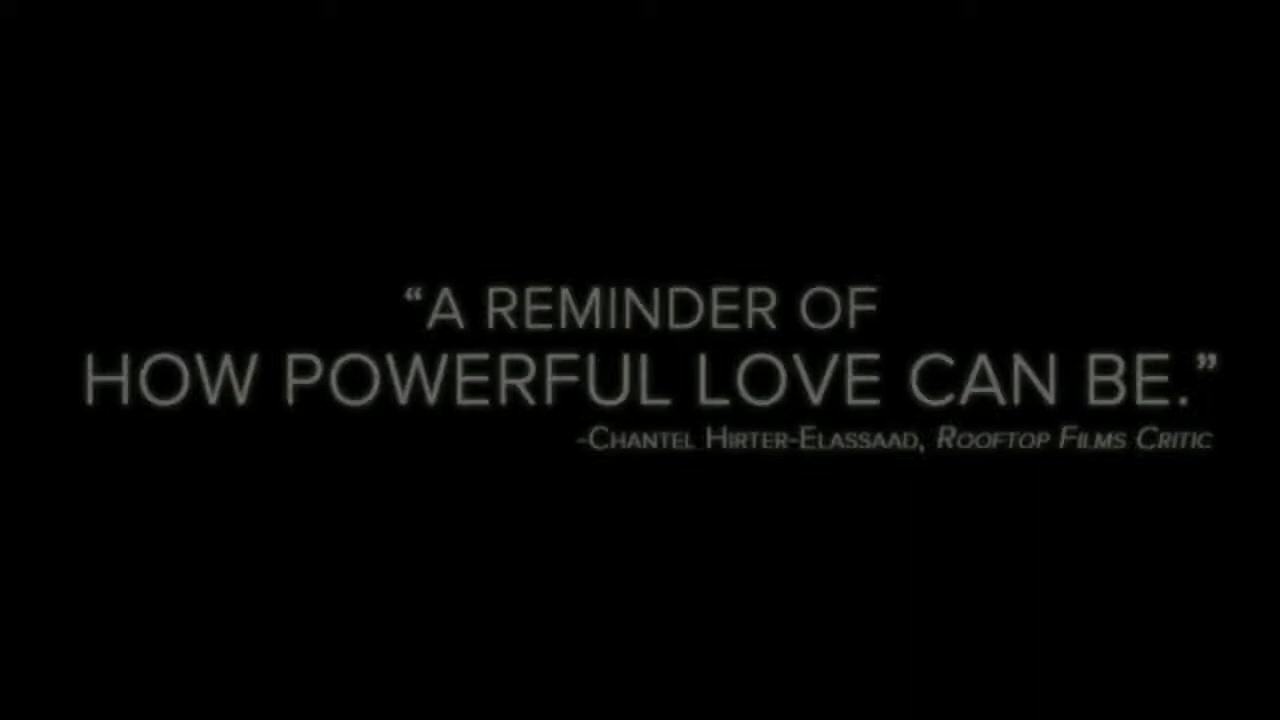 “A REMINDER OF
HOW POWERFUL LOVE CAN BE.”
-CHANTEL HIRTER-ELASSAAD, ROOFTOP FILMS CRITIC